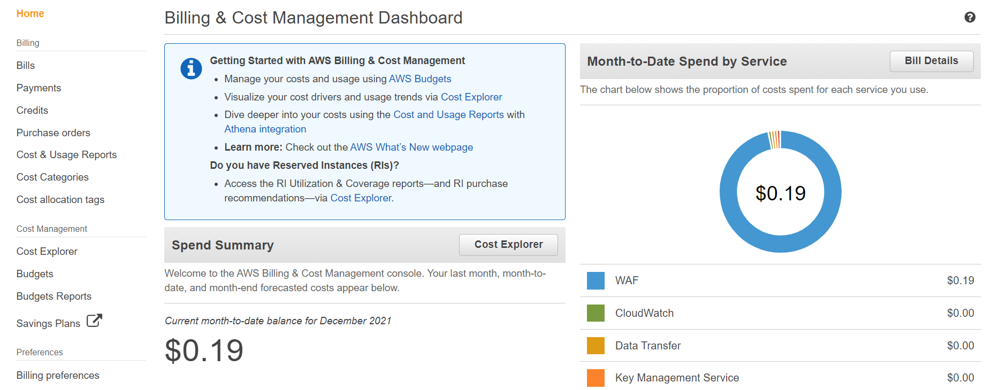 Home
Billing
Bills
Payments
Credits
Purchase orders
Cost & Usage Reports
Cost Categories
Cost allocation tags
Cost Management
Cost Explorer
Budgets
Budgets Reports
Savings Plans
Preferences
Billing preferences
Billing & Cost Management Dashboard
Getting Started with AWS Billing & Cost Management
Manage your costs and usage using AWS Budgets
Visualize your cost drivers and usage trends via Cost Explorer
Dive deeper into your costs using the Cost and Usage Reports with
Athena integration
Learn more: Check out the AWS What’s New webpage
Do you have Reserved Instances (RIs)?
Access the RI Utilization & Coverage reports—and RI purchase
recommendations—via Cost Explorer.
Spend Summary
Cost Explorer
Welcome to the AWS Billing & Cost Management console. Your last month, month-to-
date, and month-end forecasted costs appear below.
Current month-to-date balance for December 2021
$0.19
Month-to-Date Spend by Service
Bill Details
The chart below shows the proportion of costs spent for each service you use.
$0.19
WAF $0.19
CloudWatch $0.00
Data Transfer $0.00
Key Management Service $0.00